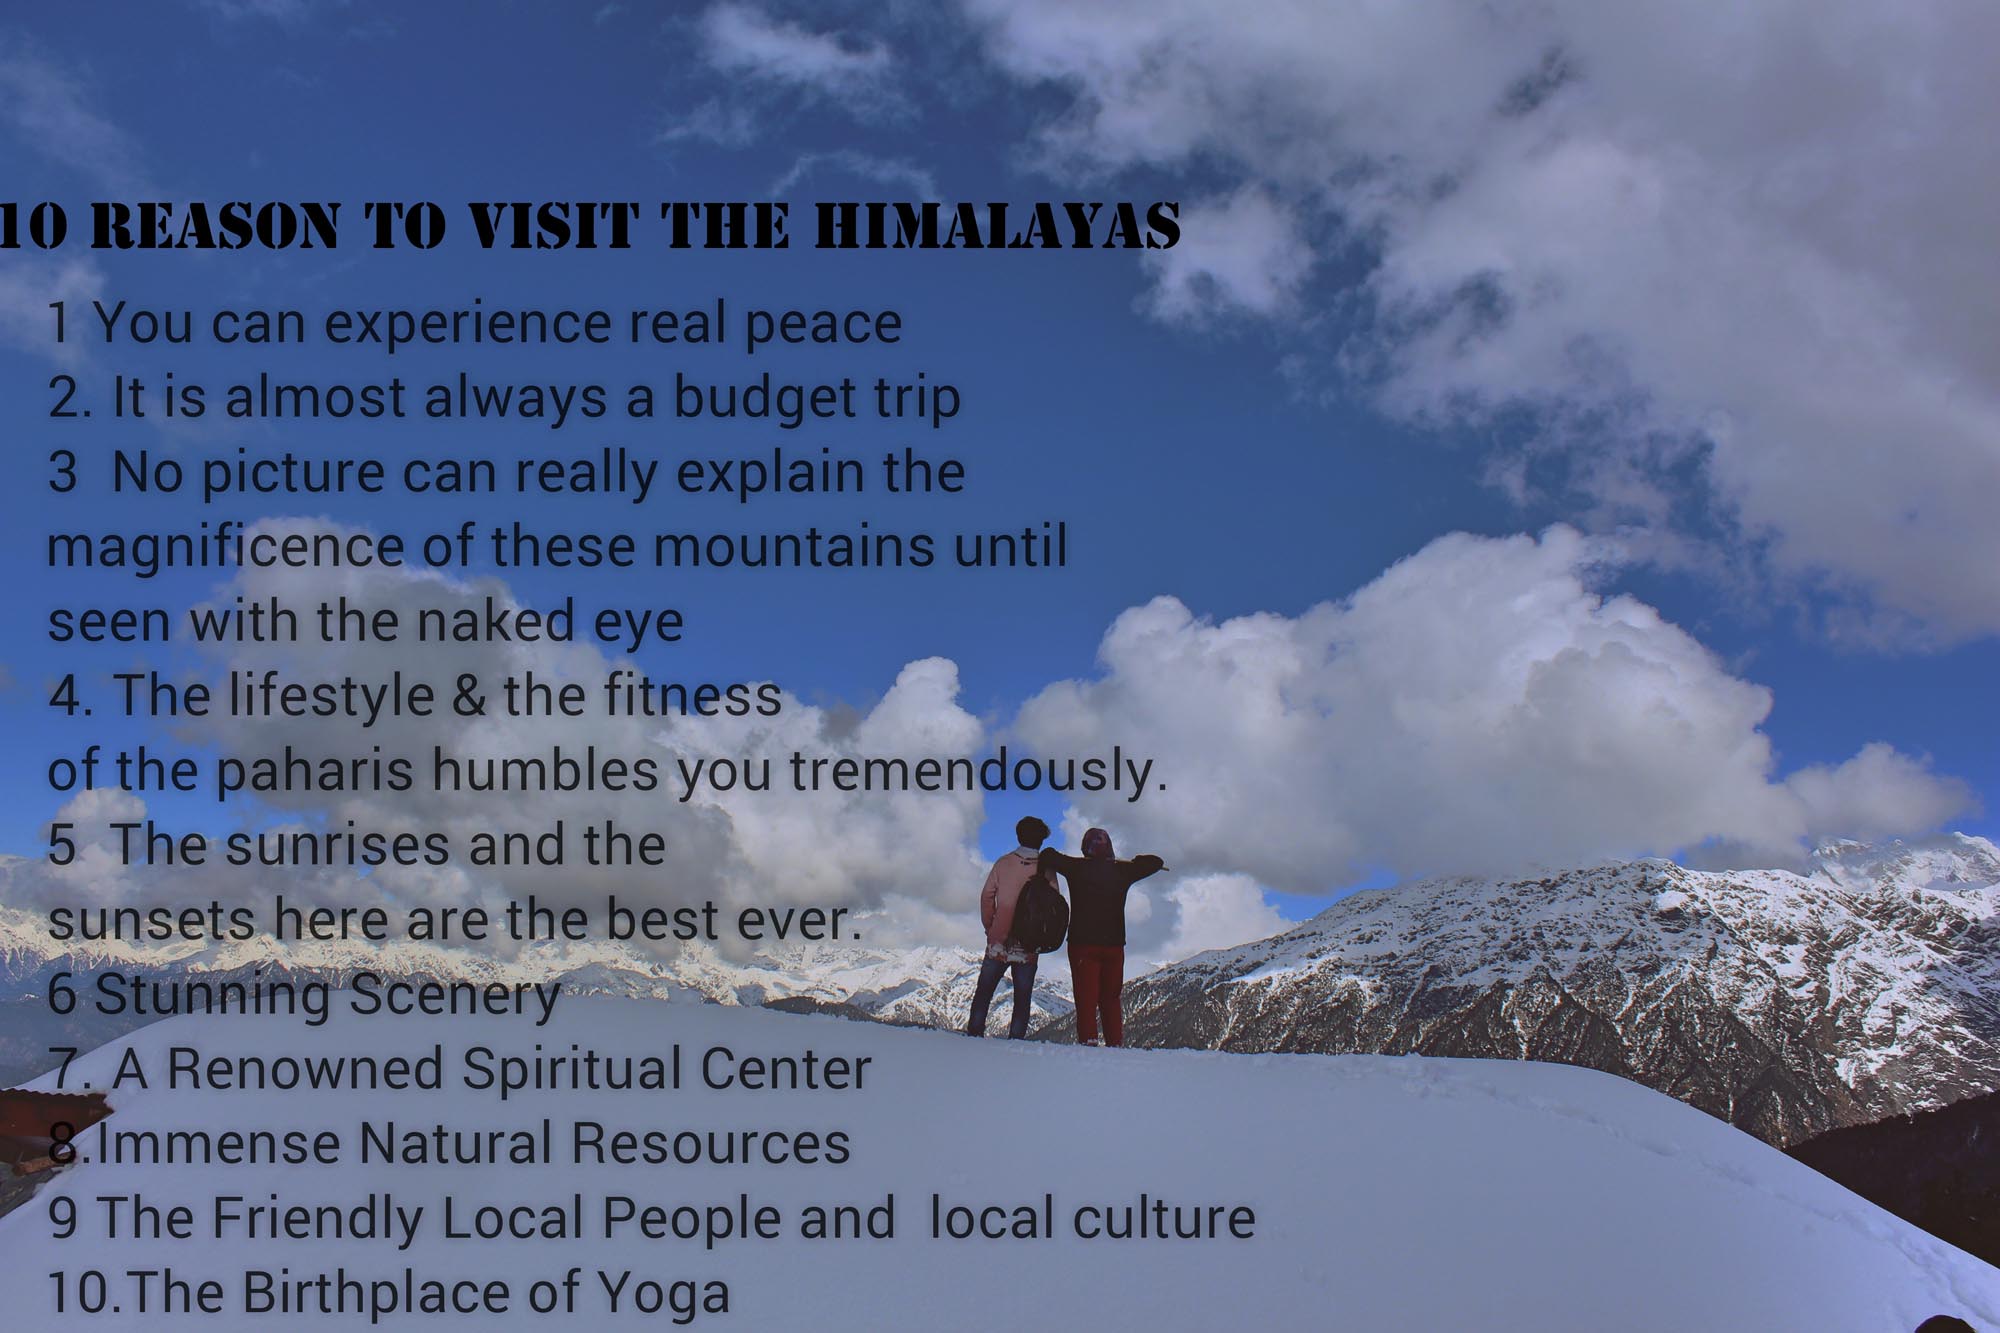 10 REASON TO VISIT THE HIMALAYAS
1 You can experience real peace
2. It is almost always a budget trip
3  No picture can really explain the
magnificence of these mountains until
seen with the naked eye
4. The lifestyle & the fitness
of the paharis humbles you tremendously.
5  The sunrises and the
sunsets here are the best ever.
6 Stunning Scenery
7. A Renowned Spiritual Center
8.Immense Natural Resources
9 The Friendly Local People and  local culture
10.The Birthplace of Yoga